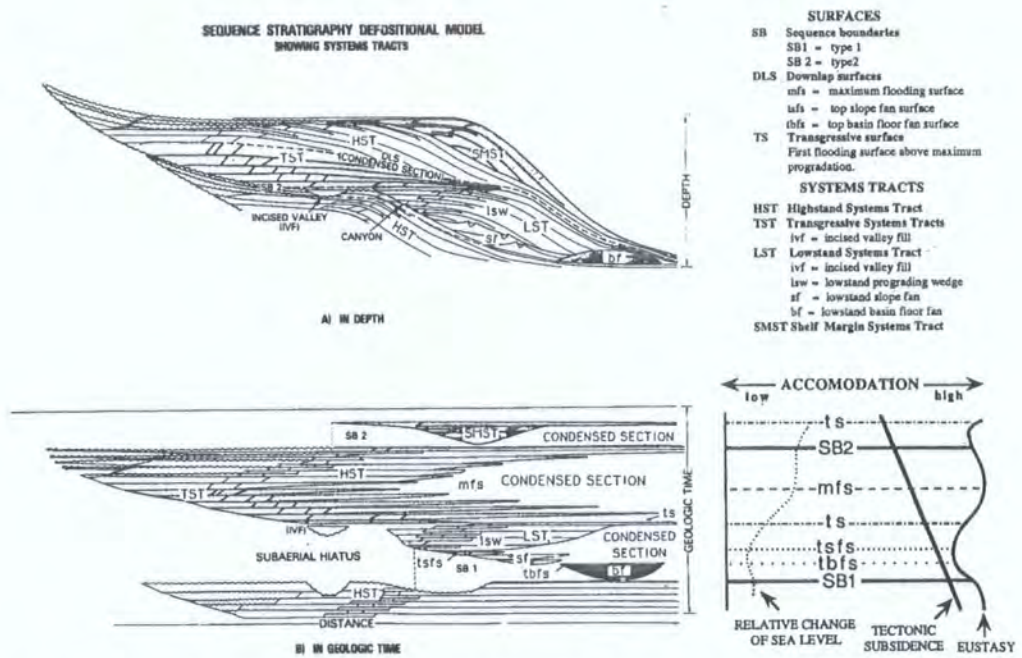 SEQUENCE STRATIGRAPHY DEPOSITIONAL MODEL
SHOWING SYSTEMS TRACTS
HST
SMST
DLS
(CONDENSED SECTION)
TST
SB 2
INCISED VALLEY
(IVF)
CANYON
HST
lsw
LST
sf
bf
DEPTH
A) IN DEPTH
SURFACES
SB Sequence boundaries
SB1 = type 1
SB 2 = type2
DLS Downlap surfaces
mfs = maximum flooding surface
tsfs = top slope fan surface
tbfs = top basin floor fan surface
TS Transgressive surface
First flooding surface above maximum
progradation.
SYSTEMS TRACTS
HST Highstand Systems Tract
TST Transgressive Systems Tracts
ivf = incised valley fill
LST Lowstand Systems Tract
ivf = incised valley fill
lsw = lowstand prograding wedge
sf = lowstand slope fan
bf = lowstand basin floor fan
SMST Shelf Margin Systems Tract
SB 2
SMST
CONDENSED SECTION
HST
TST
mfs
CONDENSED SECTION
ts
(IVF)
lsw
LST
CONDENSED
SECTION
SUBAERIAL HIATUS
tsfs
SB 1
sf
tbfs
bf
HST
DISTANCE
GEOLOGIC TIME
B) IN GEOLOGIC TIME
ACCOMODATION
low
high
ts
SB2
mfs
ts
tsfs
tbfs
SB1
RELATIVE CHANGE
OF SEA LEVEL
TECTONIC
SUBSIDENCE
EUSTASY